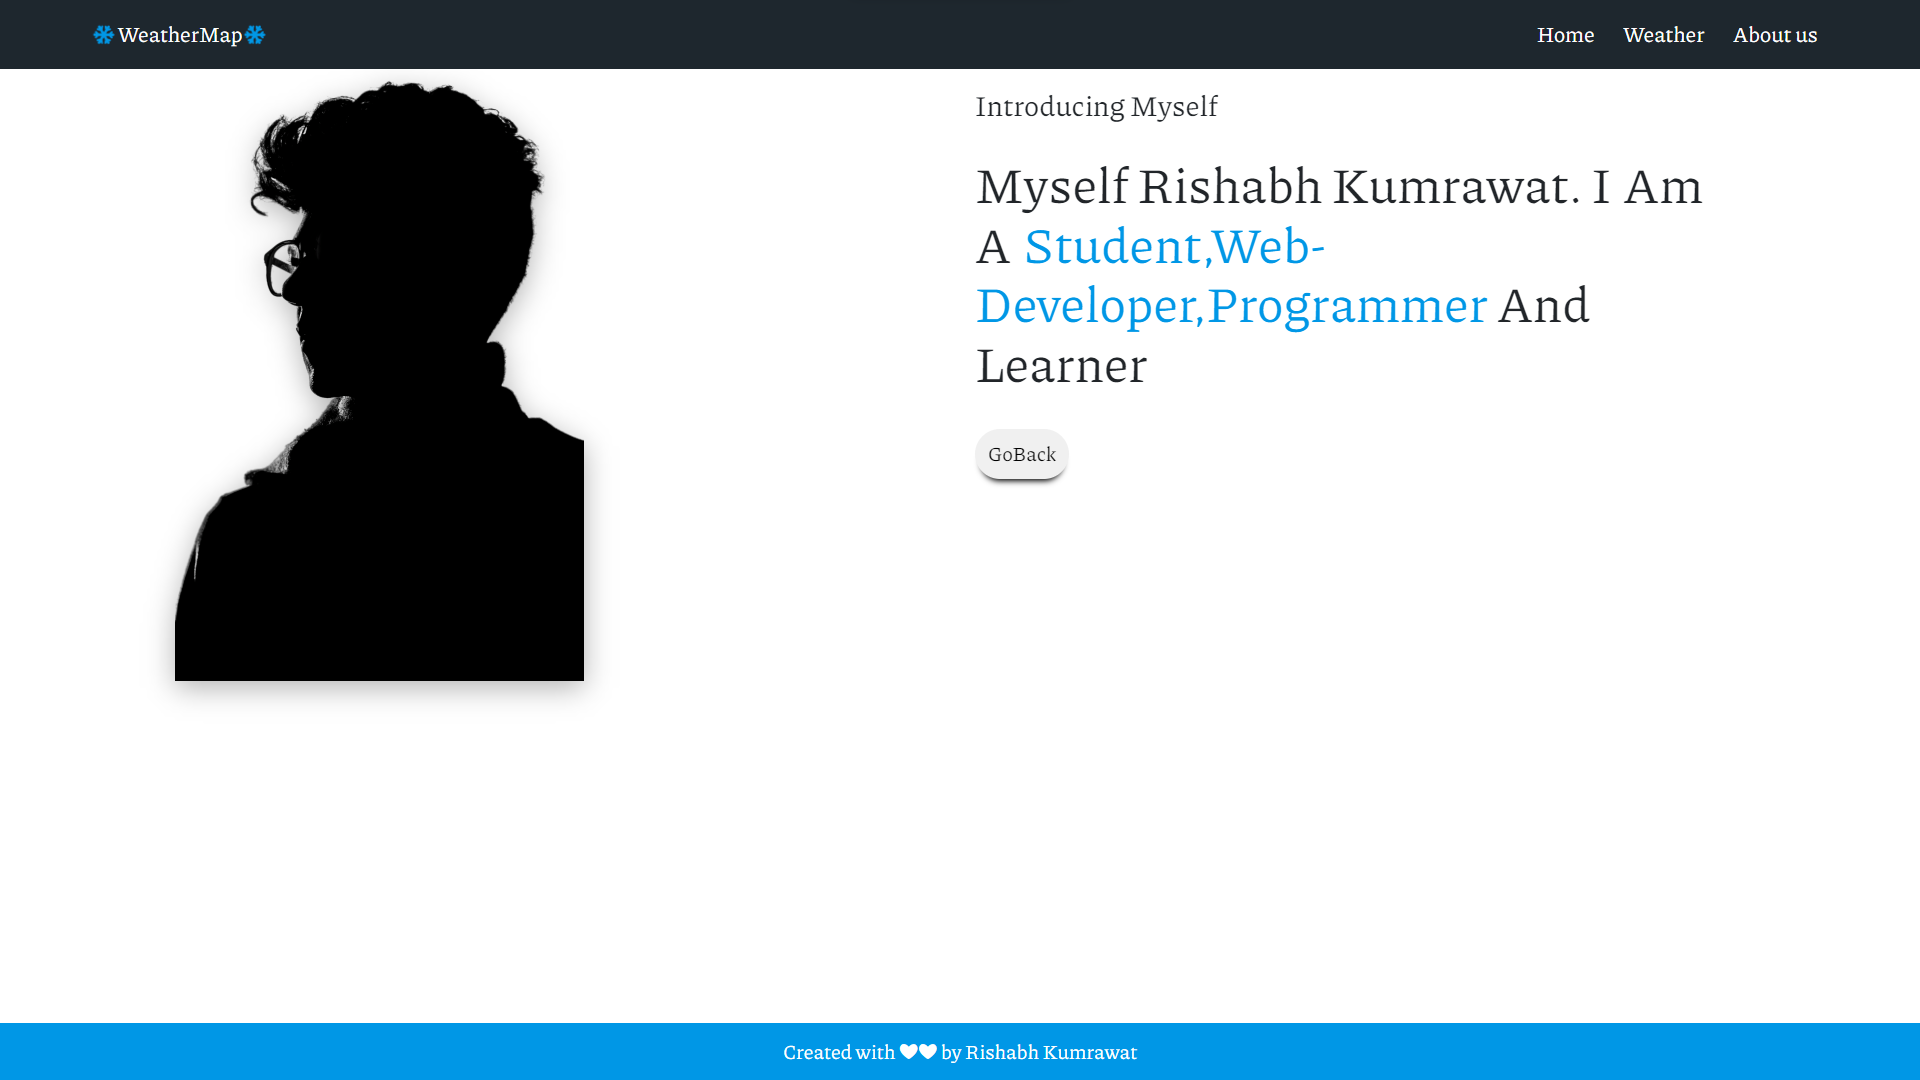 ❄WeatherMap❄
Home Weather About us
Introducing Myself
Myself Rishabh Kumrawat. I Am
A Student,Web-
Developer,Programmer And
Learner
GoBack
Created with 🤍🤍 by Rishabh Kumrawat